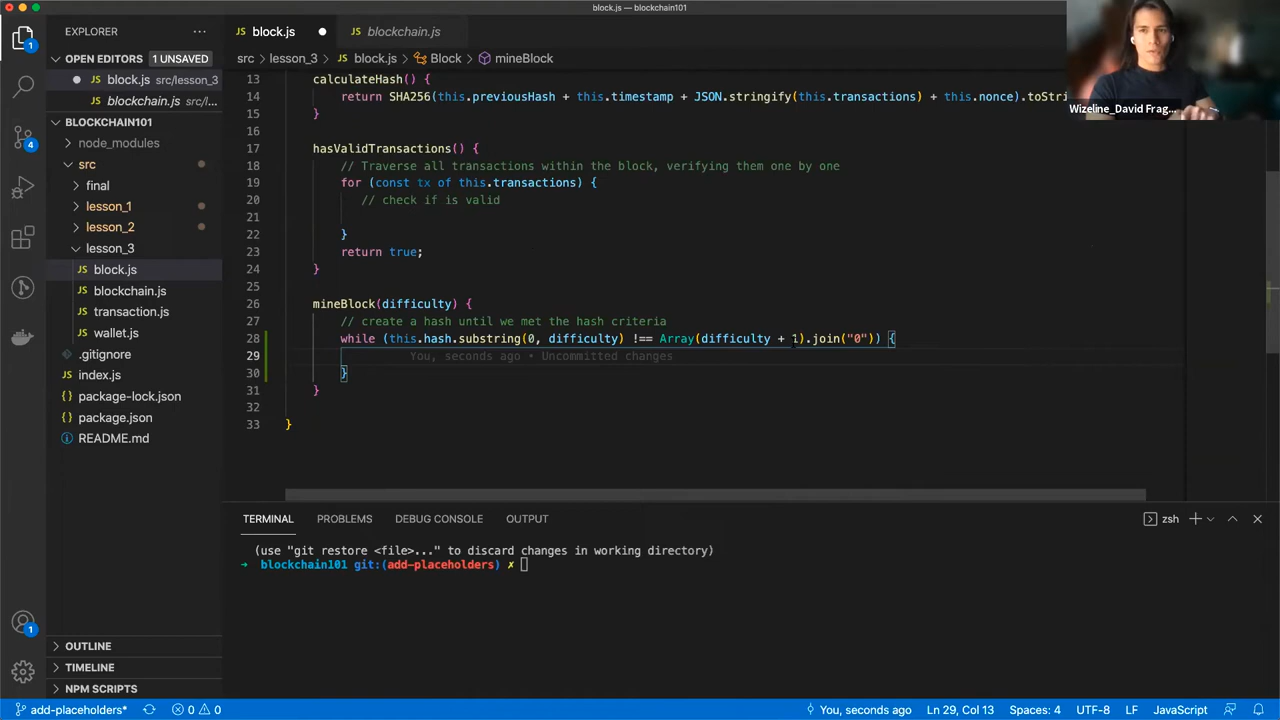 block.js — blockchain101
EXPLORER
block.js
blockchain.js
OPEN EDITORS 1 UNSAVED
src > lesson_3 > JS block.js > Block > mineBlock
JS block.js src/lesson_3
JS blockchain.js src/l...
Wizeline_David Frag...
BLOCKCHAIN101
node_modules
src
final
lesson_1
lesson_2
lesson_3
JS block.js
JS blockchain.js
JS transaction.js
JS wallet.js
.gitignore
JS index.js
{} package-lock.json
{} package.json
README.md
13 calculateHash() {
14 return SHA256(this.previousHash + this.timestamp + JSON.stringify(this.transactions) + this.nonce).toStri
15 }
16
17 hasValidTransactions() {
18 // Traverse all transactions within the block, verifying them one by one
19 for (const tx of this.transactions) {
20 // check if is valid
21
22 }
23 return true;
24 }
25
26 mineBlock(difficulty) {
27 // create a hash until we met the hash criteria
28 while (this.hash.substring(0, difficulty) !== Array(difficulty + 1).join("0")) {
29 You, seconds ago • Uncommitted changes
30 }
31 }
32
33 }
TERMINAL PROBLEMS DEBUG CONSOLE OUTPUT
zsh
(use "git restore <file>..." to discard changes in working directory)
➜ blockchain101 git:(add-placeholders) ✗
OUTLINE
TIMELINE
NPM SCRIPTS
1
4
1
add-placeholders* 0 0 You, seconds ago Ln 29, Col 13 Spaces: 4 UTF-8 LF JavaScript